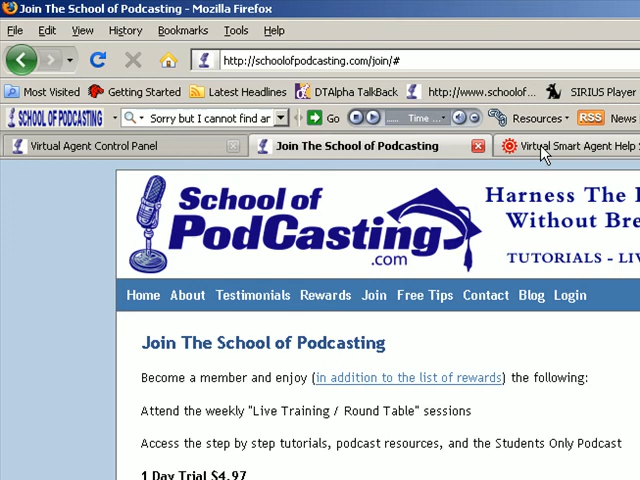 Join The School of Podcasting - Mozilla Firefox
File Edit View History Bookmarks Tools Help
http://schoolofpodcasting.com/join/#
Most Visited Getting Started Latest Headlines DTAlpha TalkBack http://www.schoolof... SIRIUS Player
SCHOOL OF PODCASTING Sorry but I cannot find ar Go ..... Time ... Resources RSS News
Virtual Agent Control Panel Join The School of Podcasting Virtual Smart Agent Help S
School of
PodCasting
.com
Harness The
Without Bre
TUTORIALS - LIV
Home About Testimonials Rewards Join Free Tips Contact Blog Login
Join The School of Podcasting
Become a member and enjoy (in addition to the list of rewards) the following:
Attend the weekly "Live Training / Round Table" sessions
Access the step by step tutorials, podcast resources, and the Students Only Podcast
1 Day Trial $4.97